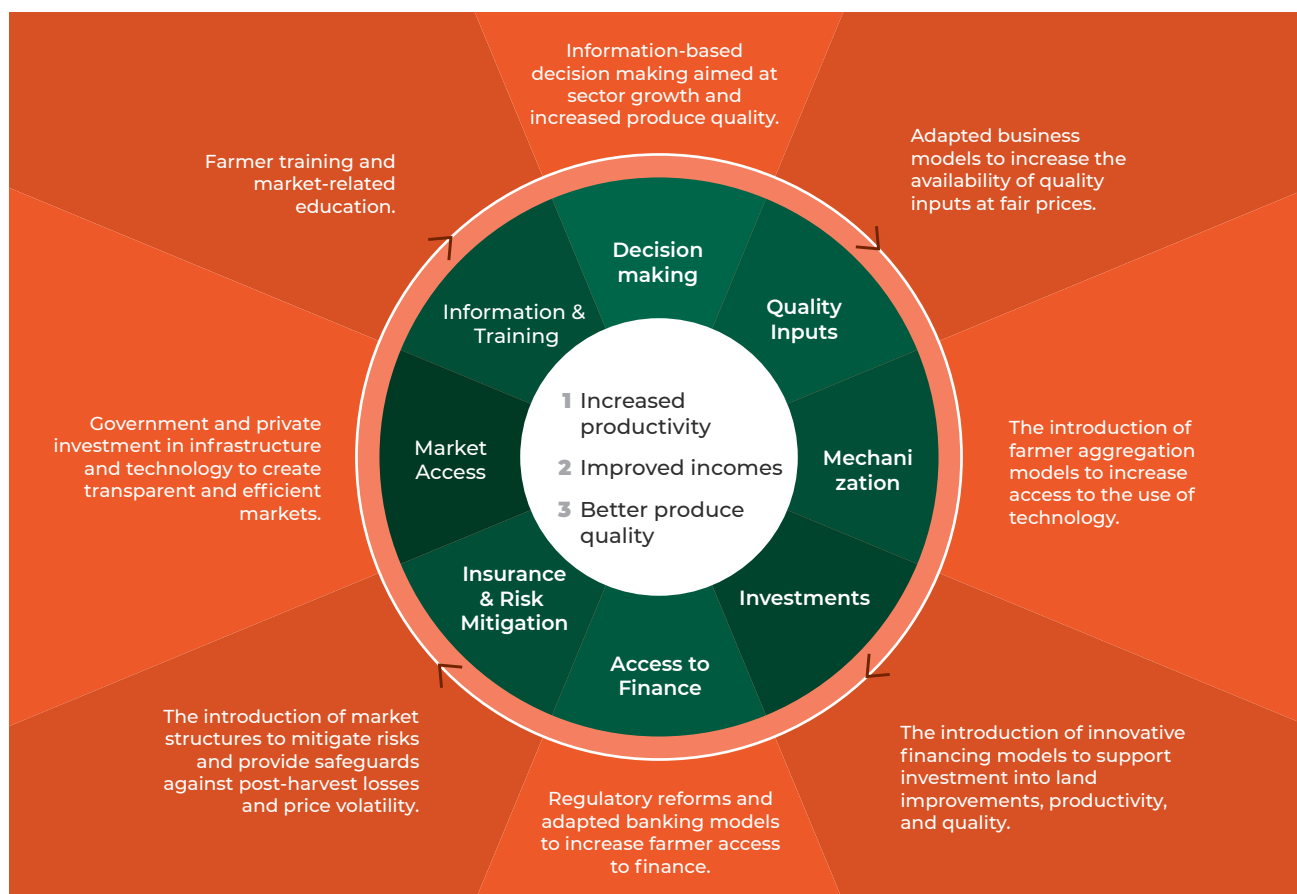 Information-based
decision making aimed at
sector growth and
increased produce quality.
Adapted business
models to increase the
availability of quality
inputs at fair prices.
The introduction of
farmer aggregation
models to increase
access to the use of
technology.
The introduction of innovative
financing models to support
investment into land
improvements, productivity,
and quality.
Regulatory reforms and
adapted banking models
to increase farmer access
to finance.
The introduction of market
structures to mitigate risks
and provide safeguards
against post-harvest losses
and price volatility.
Government and private
investment in infrastructure
and technology to create
transparent and efficient
markets.
Farmer training and
market-related
education.
Decision
making
Quality
Inputs
Mechani
zation
Investments
Access to
Finance
Insurance
& Risk
Mitigation
Market
Access
Information &
Training
1 Increased
productivity
2 Improved incomes
3 Better produce
quality